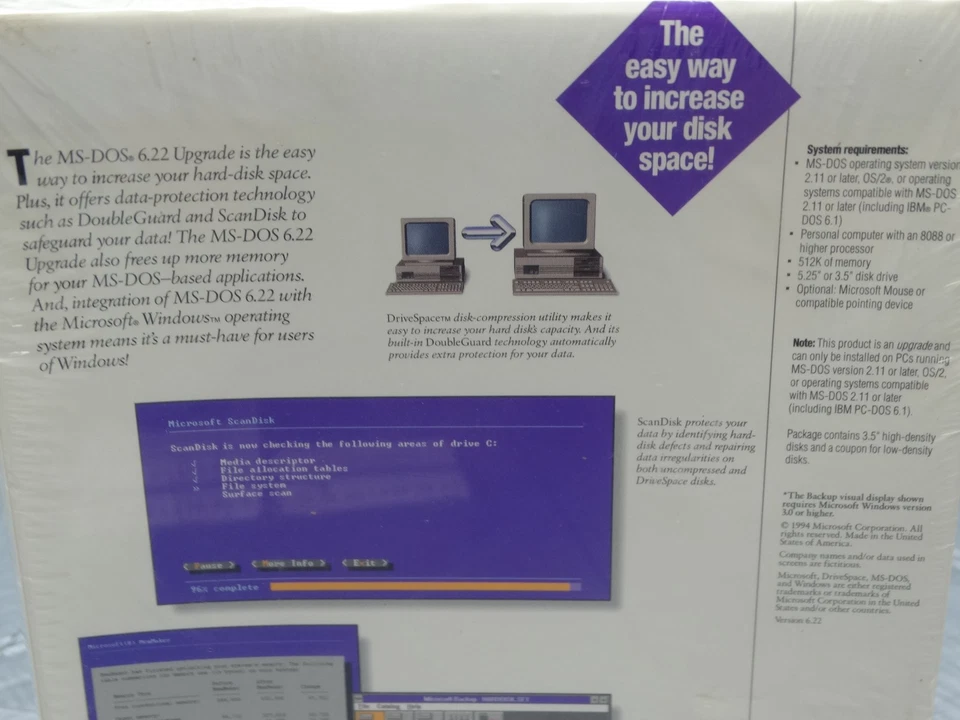 The
easy way
to increase
your disk
space!
The MS-DOS® 6.22 Upgrade is the easy
way to increase your hard-disk space.
Plus, it offers data-protection technology
such as DoubleGuard and ScanDisk to
safeguard your data! The MS-DOS 6.22
Upgrade also frees up more memory
for your MS-DOS–based applications.
And, integration of MS-DOS 6.22 with
the Microsoft® Windows™ operating
system means it's a must-have for users
of Windows!
DriveSpace™ disk-compression utility makes it
easy to increase your hard disk's capacity. And its
built-in DoubleGuard technology automatically
provides extra protection for your data.
Microsoft ScanDisk
ScanDisk is now checking the following areas of drive C:
Media descriptor
File allocation tables
Directory structure
File system
Surface scan
< Pause > < More Info > < Exit >
96% complete
ScanDisk protects your
data by identifying hard-
disk defects and repairing
data irregularities on
both uncompressed and
DriveSpace disks.
System requirements:
• MS-DOS operating system version
2.11 or later, OS/2®, or operating
systems compatible with MS-DOS
2.11 or later (including IBM® PC-
DOS 6.1)
• Personal computer with an 8088 or
higher processor
• 512K of memory
• 5.25" or 3.5" disk drive
• Optional: Microsoft Mouse or
compatible pointing device
Note: This product is an upgrade and
can only be installed on PCs running
MS-DOS version 2.11 or later, OS/2,
or operating systems compatible
with MS-DOS 2.11 or later
(including IBM PC-DOS 6.1).
Package contains 3.5" high-density
disks and a coupon for low-density
disks.
*The Backup visual display shown
requires Microsoft Windows version
3.0 or higher.
© 1994 Microsoft Corporation. All
rights reserved. Made in the United
States of America.
Company names and/or data used in
screens are fictitious.
Microsoft, DriveSpace, MS-DOS,
and Windows are either registered
trademarks or trademarks of
Microsoft Corporation in the United
States and/or other countries.
Version 6.22
Microsoft(R) MemMaker
Microsoft Backup
File Catalog Help